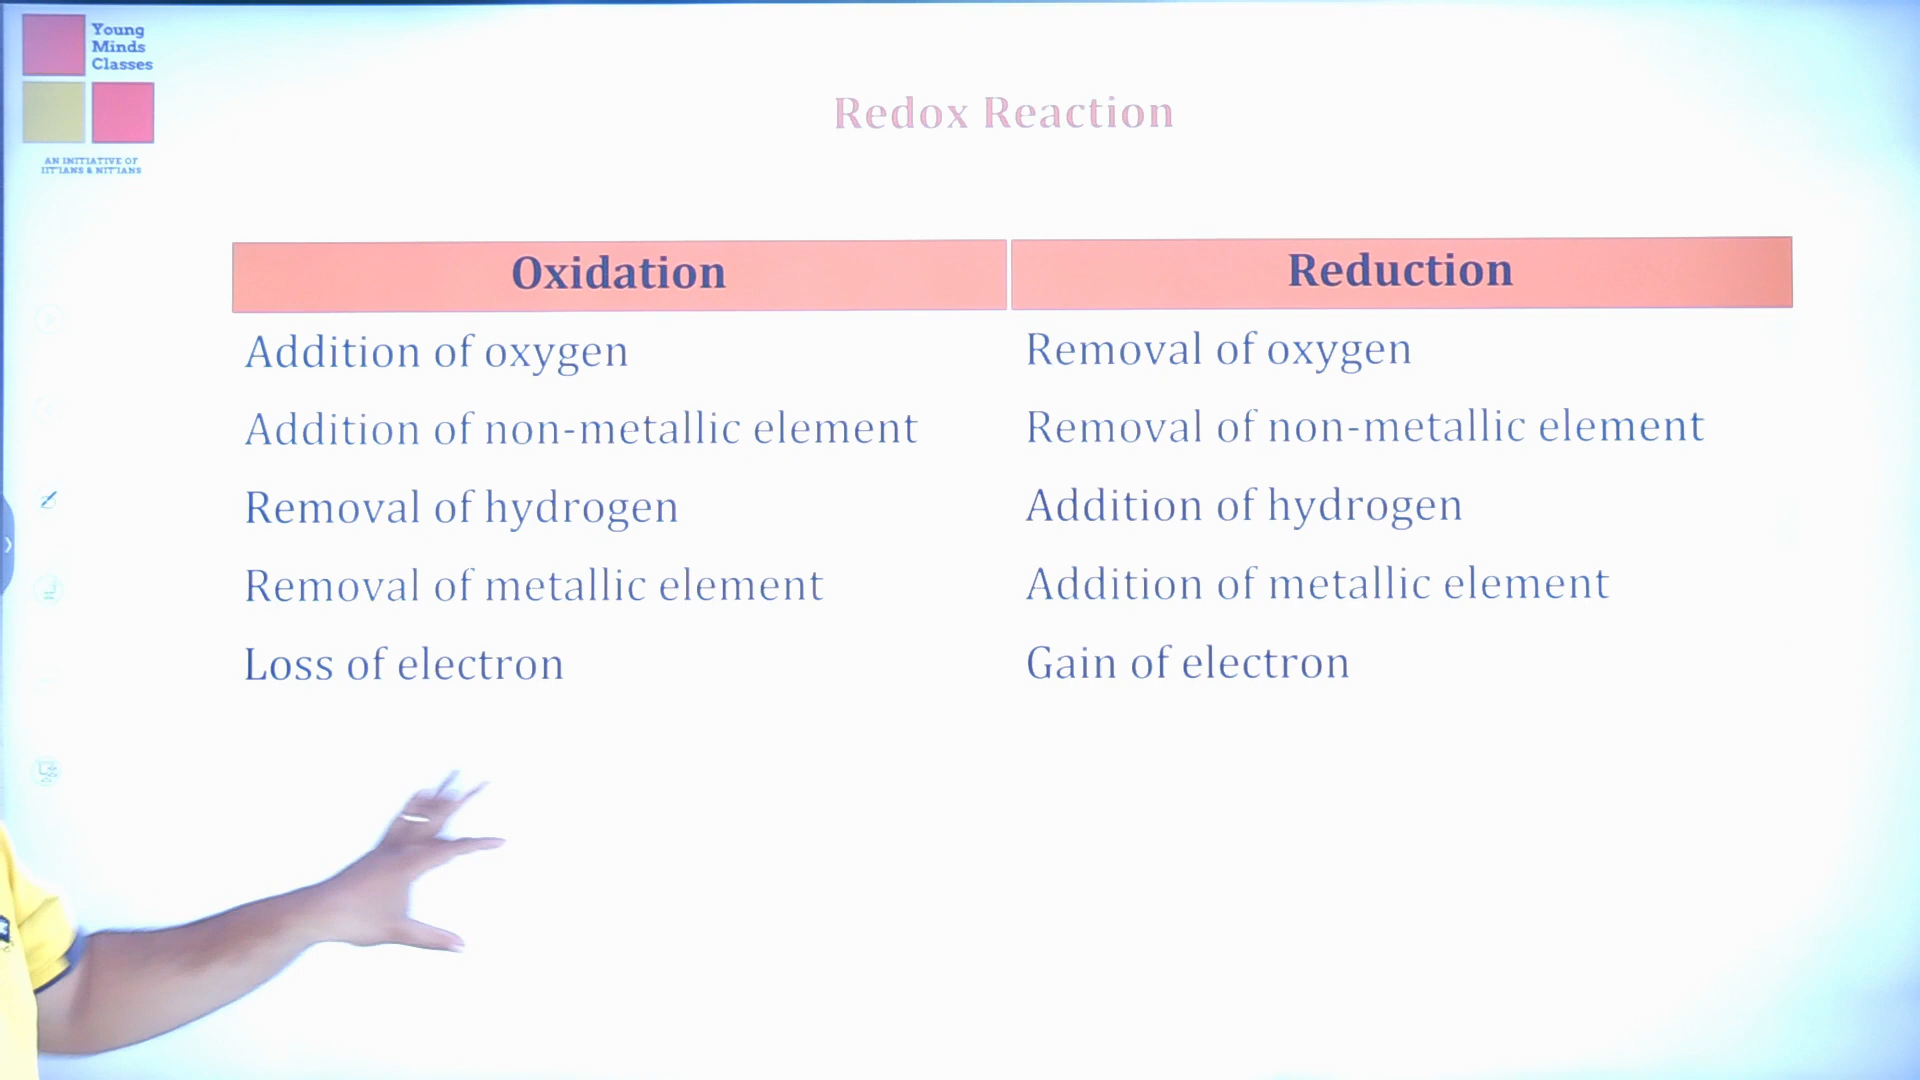 Young
Minds
Classes
AN INITIATIVE OF
IIT'IANS & NIT'IANS
Redox Reaction
Oxidation
Reduction
Addition of oxygen
Removal of oxygen
Addition of non-metallic element
Removal of non-metallic element
Removal of hydrogen
Addition of hydrogen
Removal of metallic element
Addition of metallic element
Loss of electron
Gain of electron